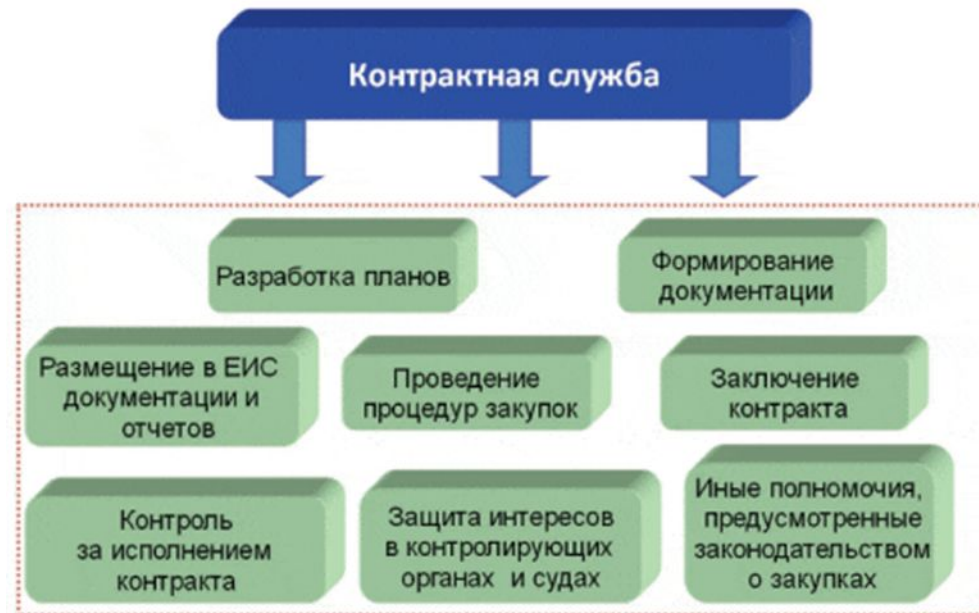 Контрактная служба
Разработка планов
Формирование
документации
Размещение в ЕИС
документации и
отчетов
Проведение
процедур закупок
Заключение
контракта
Контроль
за исполнением
контракта
Защита интересов
в контролирующих
органах и судах
Иные полномочия,
предусмотренные
законодательством
о закупках